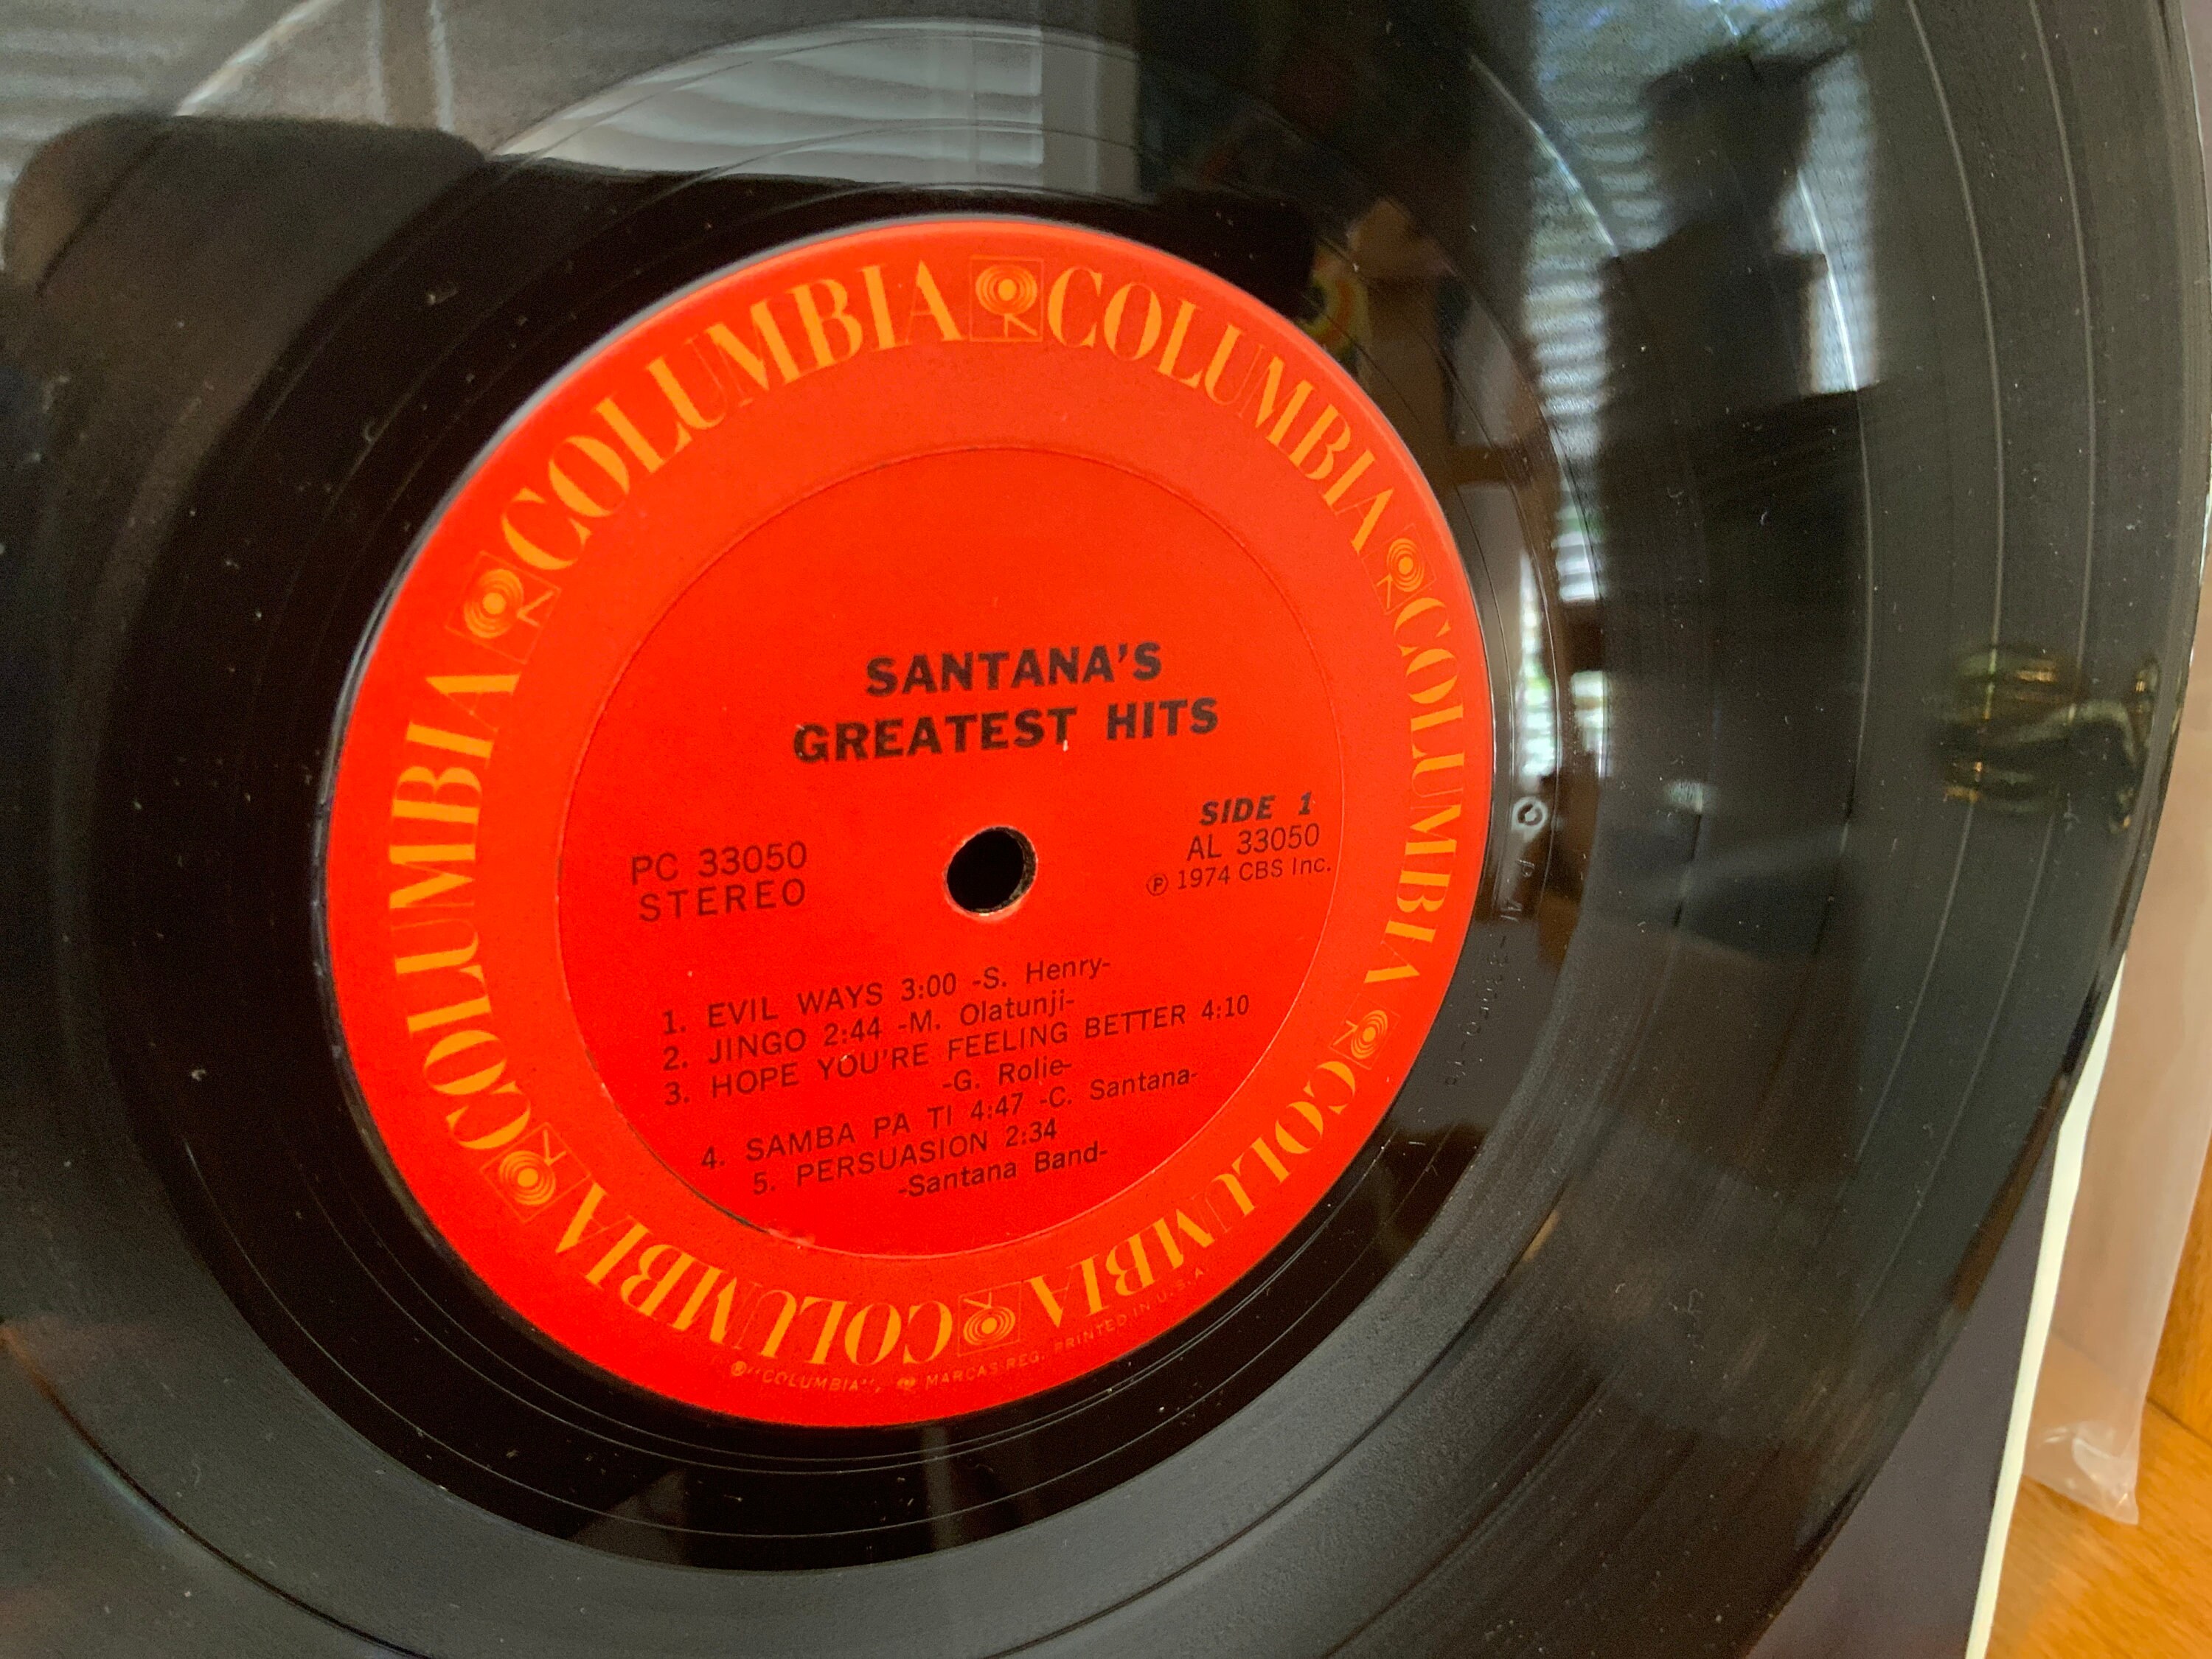 COLUMBIA COLUMBIA COLUMBIA COLUMBIA COLUMBIA COLUMBIA
SANTANA'S
GREATEST HITS
SIDE 1
AL 33050
℗ 1974 CBS Inc.
PC 33050
STEREO
1. EVIL WAYS 3:00 -S. Henry-
2. JINGO 2:44 -M. Olatunji-
3. HOPE YOU'RE FEELING BETTER 4:10
-G. Rolie-
4. SAMBA PA TI 4:47 -C. Santana-
5. PERSUASION 2:34
-Santana Band-
"COLUMBIA", MARCAS REG. PRINTED IN U.S.A.